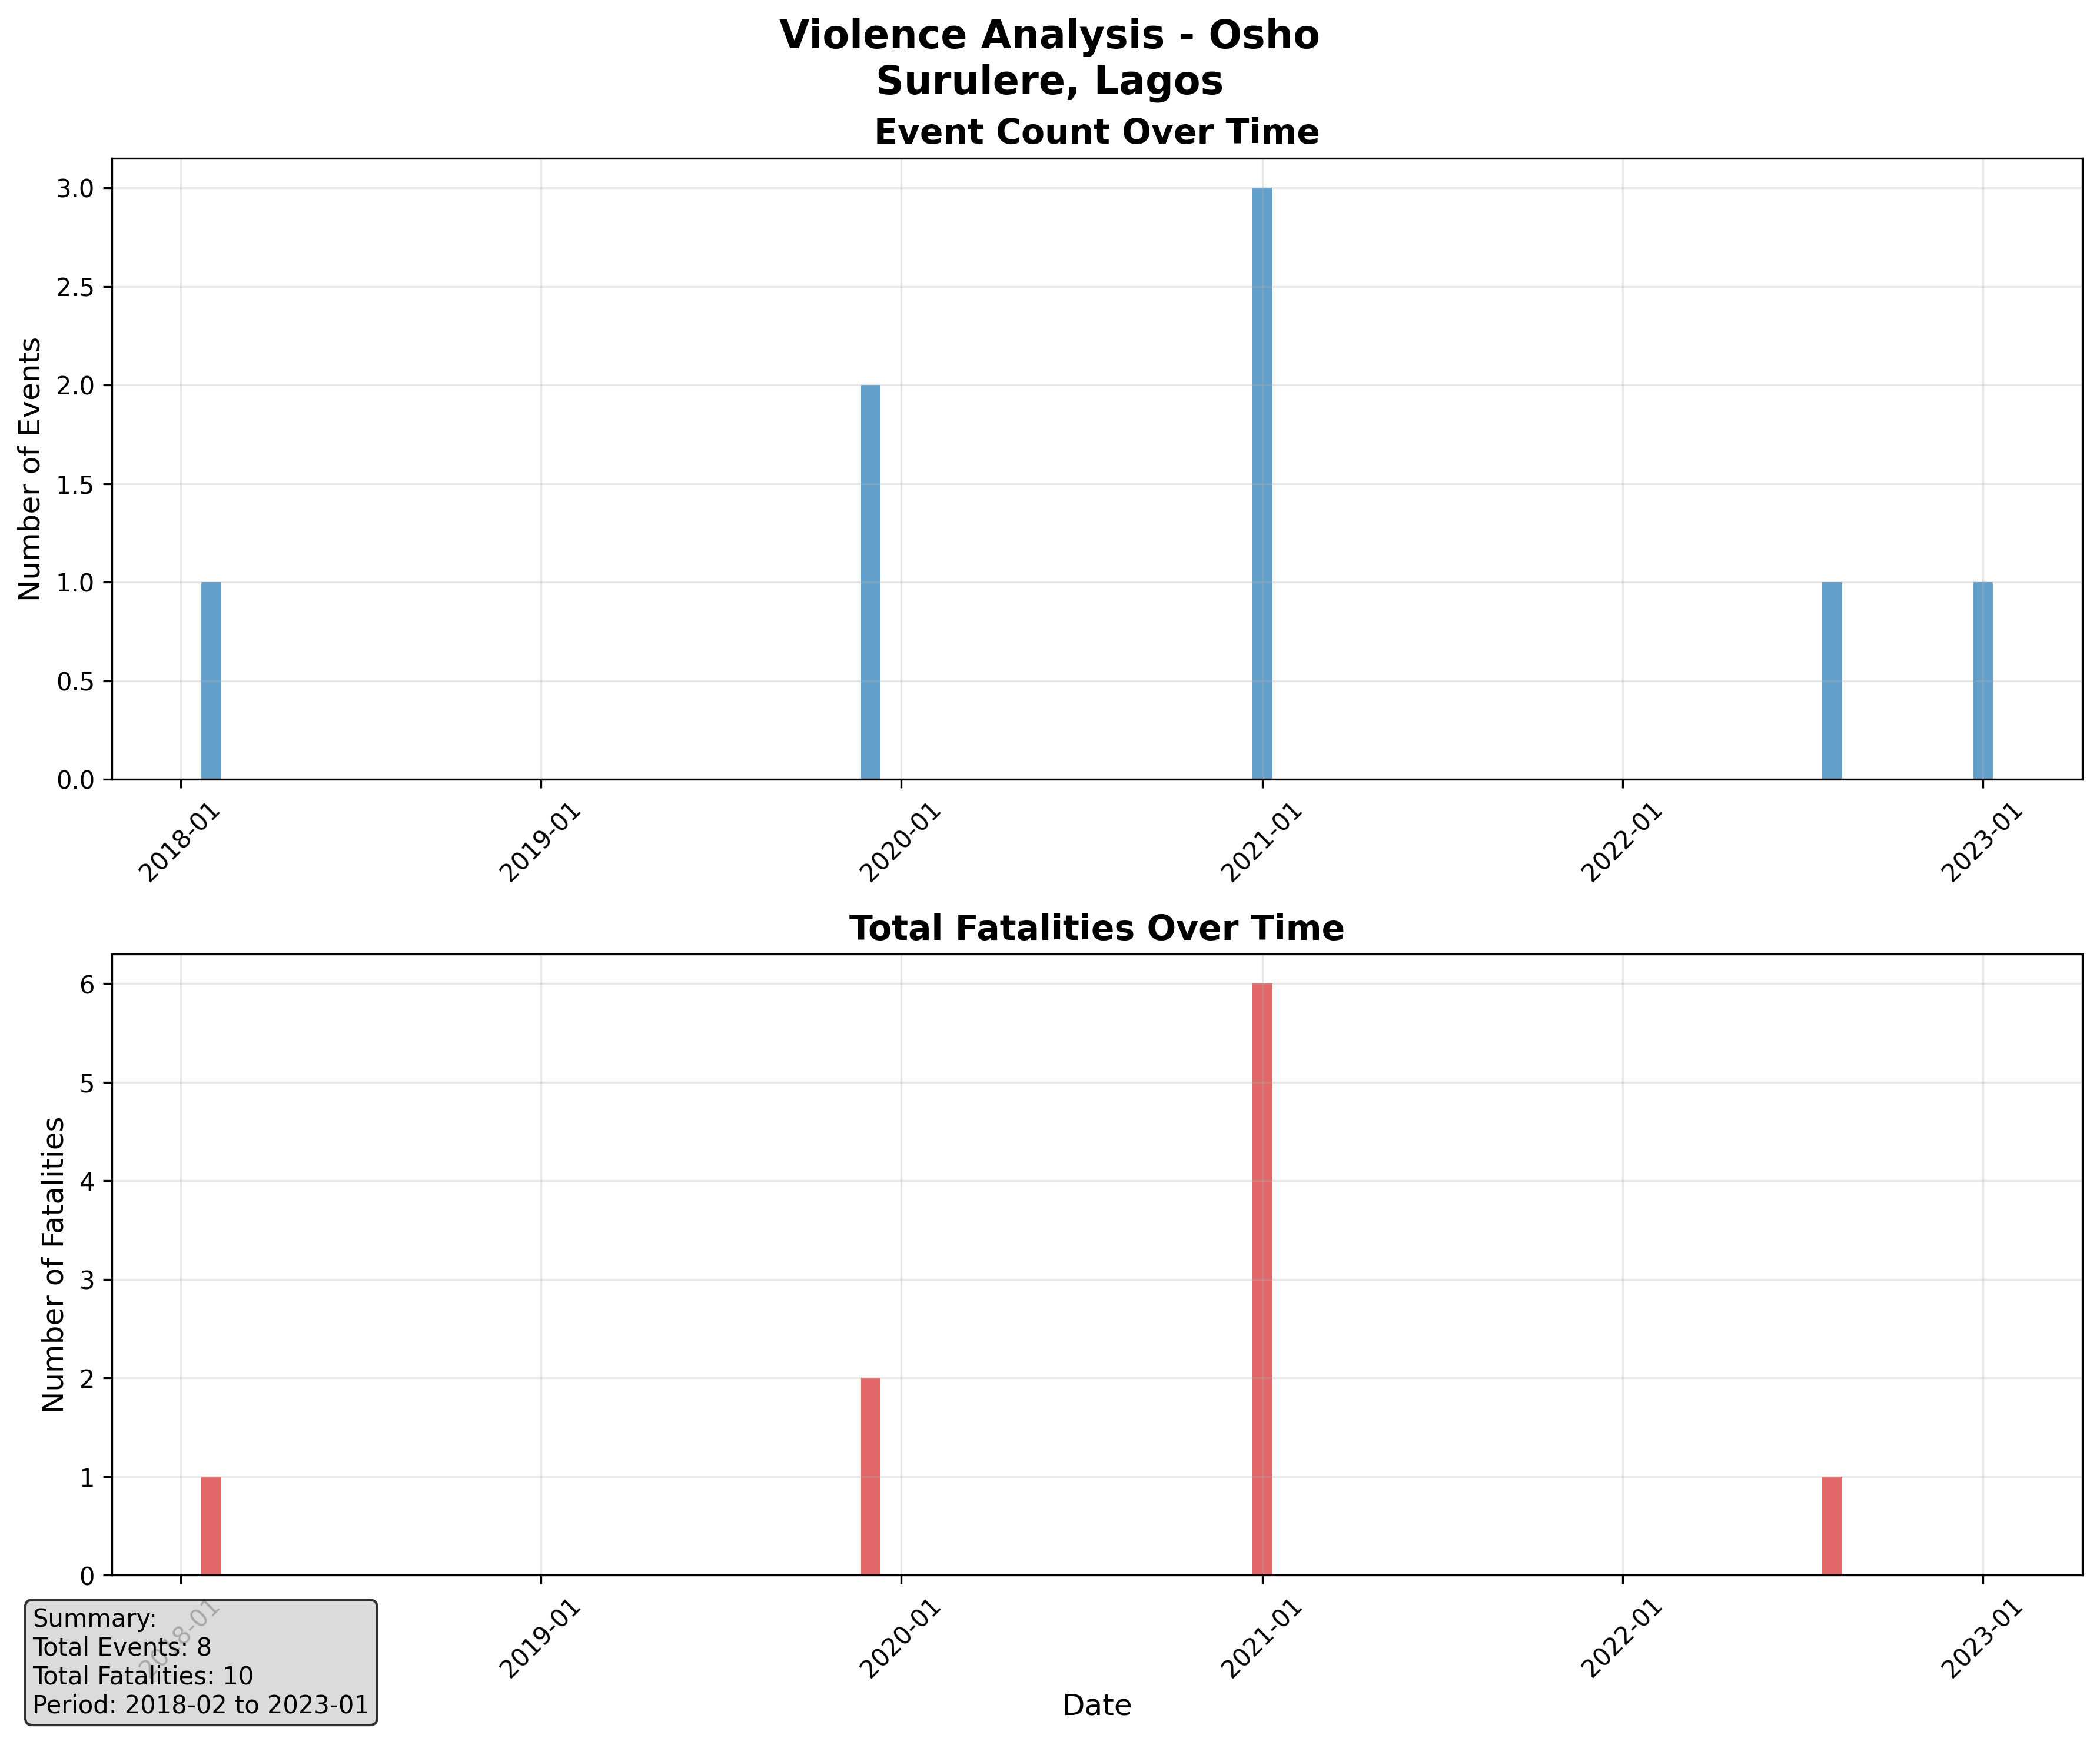 Violence Analysis - Osho
Surulere, Lagos
Event Count Over Time
Number of Events
3.0
2.5
2.0
1.5
1.0
0.5
0.0
2018-01
2019-01
2020-01
2021-01
2022-01
2023-01
Total Fatalities Over Time
Number of Fatalities
6
5
4
3
2
1
0
2018-01
2019-01
2020-01
2021-01
2022-01
2023-01
Date
Summary:
Total Events: 8
Total Fatalities: 10
Period: 2018-02 to 2023-01